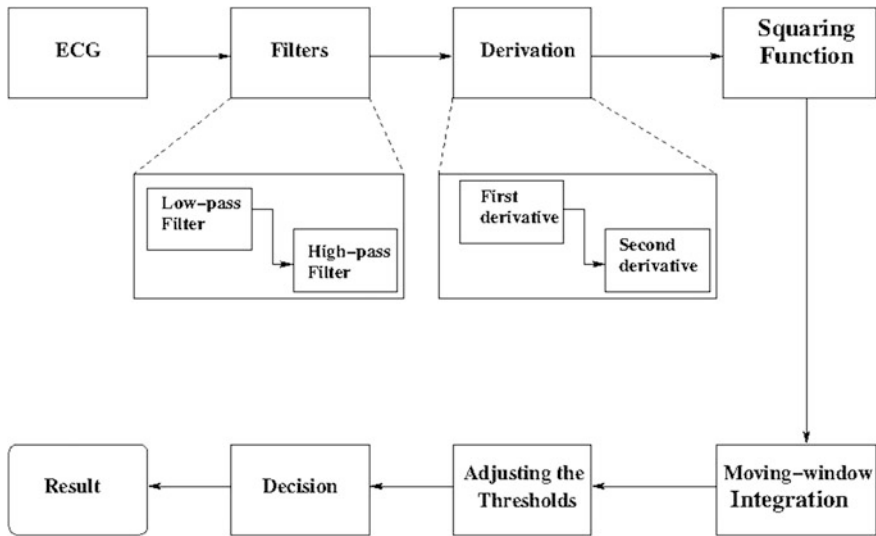 ECG
Filters
Derivation
Squaring
Function
Low-pass
Filter
High-pass
Filter
First
derivative
Second
derivative
Result
Decision
Adjusting the
Thresholds
Moving-window
Integration